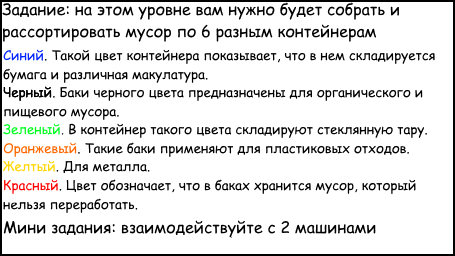 Задание: на этом уровне вам нужно будет собрать и
рассортировать мусор по 6 разным контейнерам
Синий. Такой цвет контейнера показывает, что в нем складируется
бумага и различная макулатура.
Черный. Баки черного цвета предназначены для органического и
пищевого мусора.
Зеленый. В контейнер такого цвета складируют стеклянную тару.
Оранжевый. Такие баки применяют для пластиковых отходов.
Желтый. Для металла.
Красный. Цвет обозначает, что в баках хранится мусор, который
нельзя переработать.
Мини задания: взаимодействуйте с 2 машинами